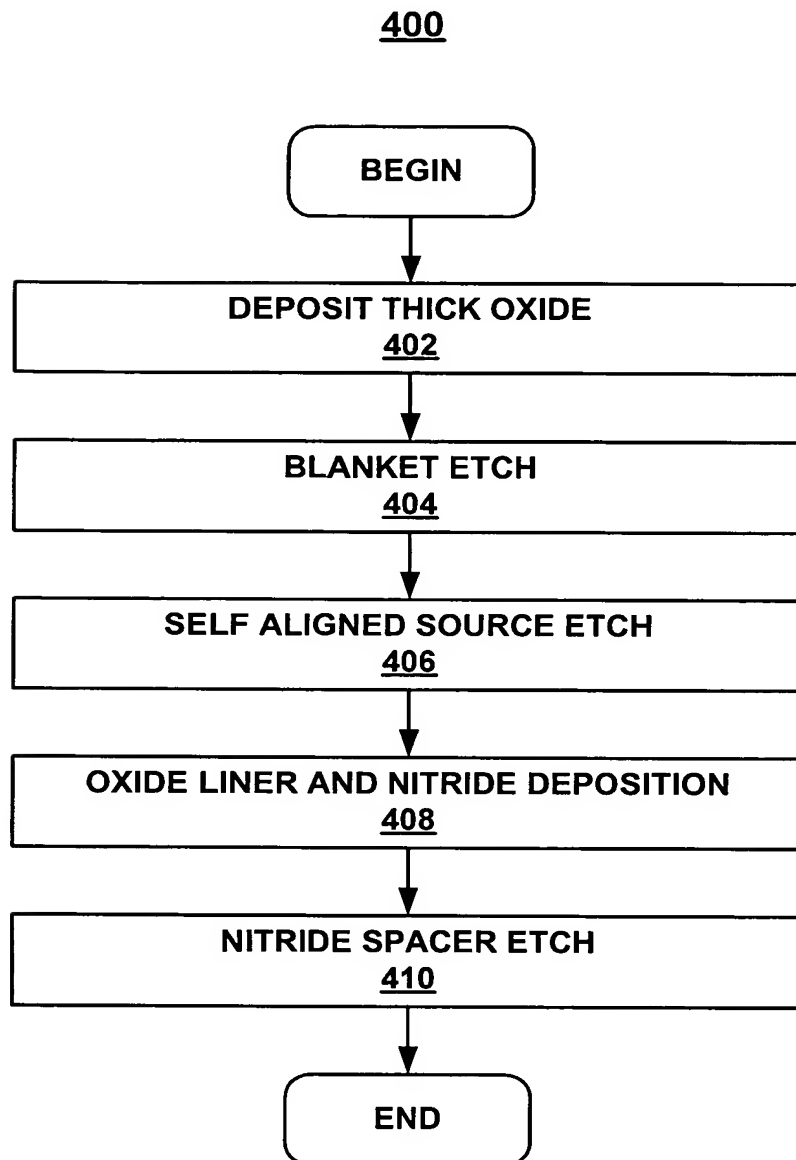 400
BEGIN
DEPOSIT THICK OXIDE
402
BLANKET ETCH
404
SELF ALIGNED SOURCE ETCH
406
OXIDE LINER AND NITRIDE DEPOSITION
408
NITRIDE SPACER ETCH
410
END